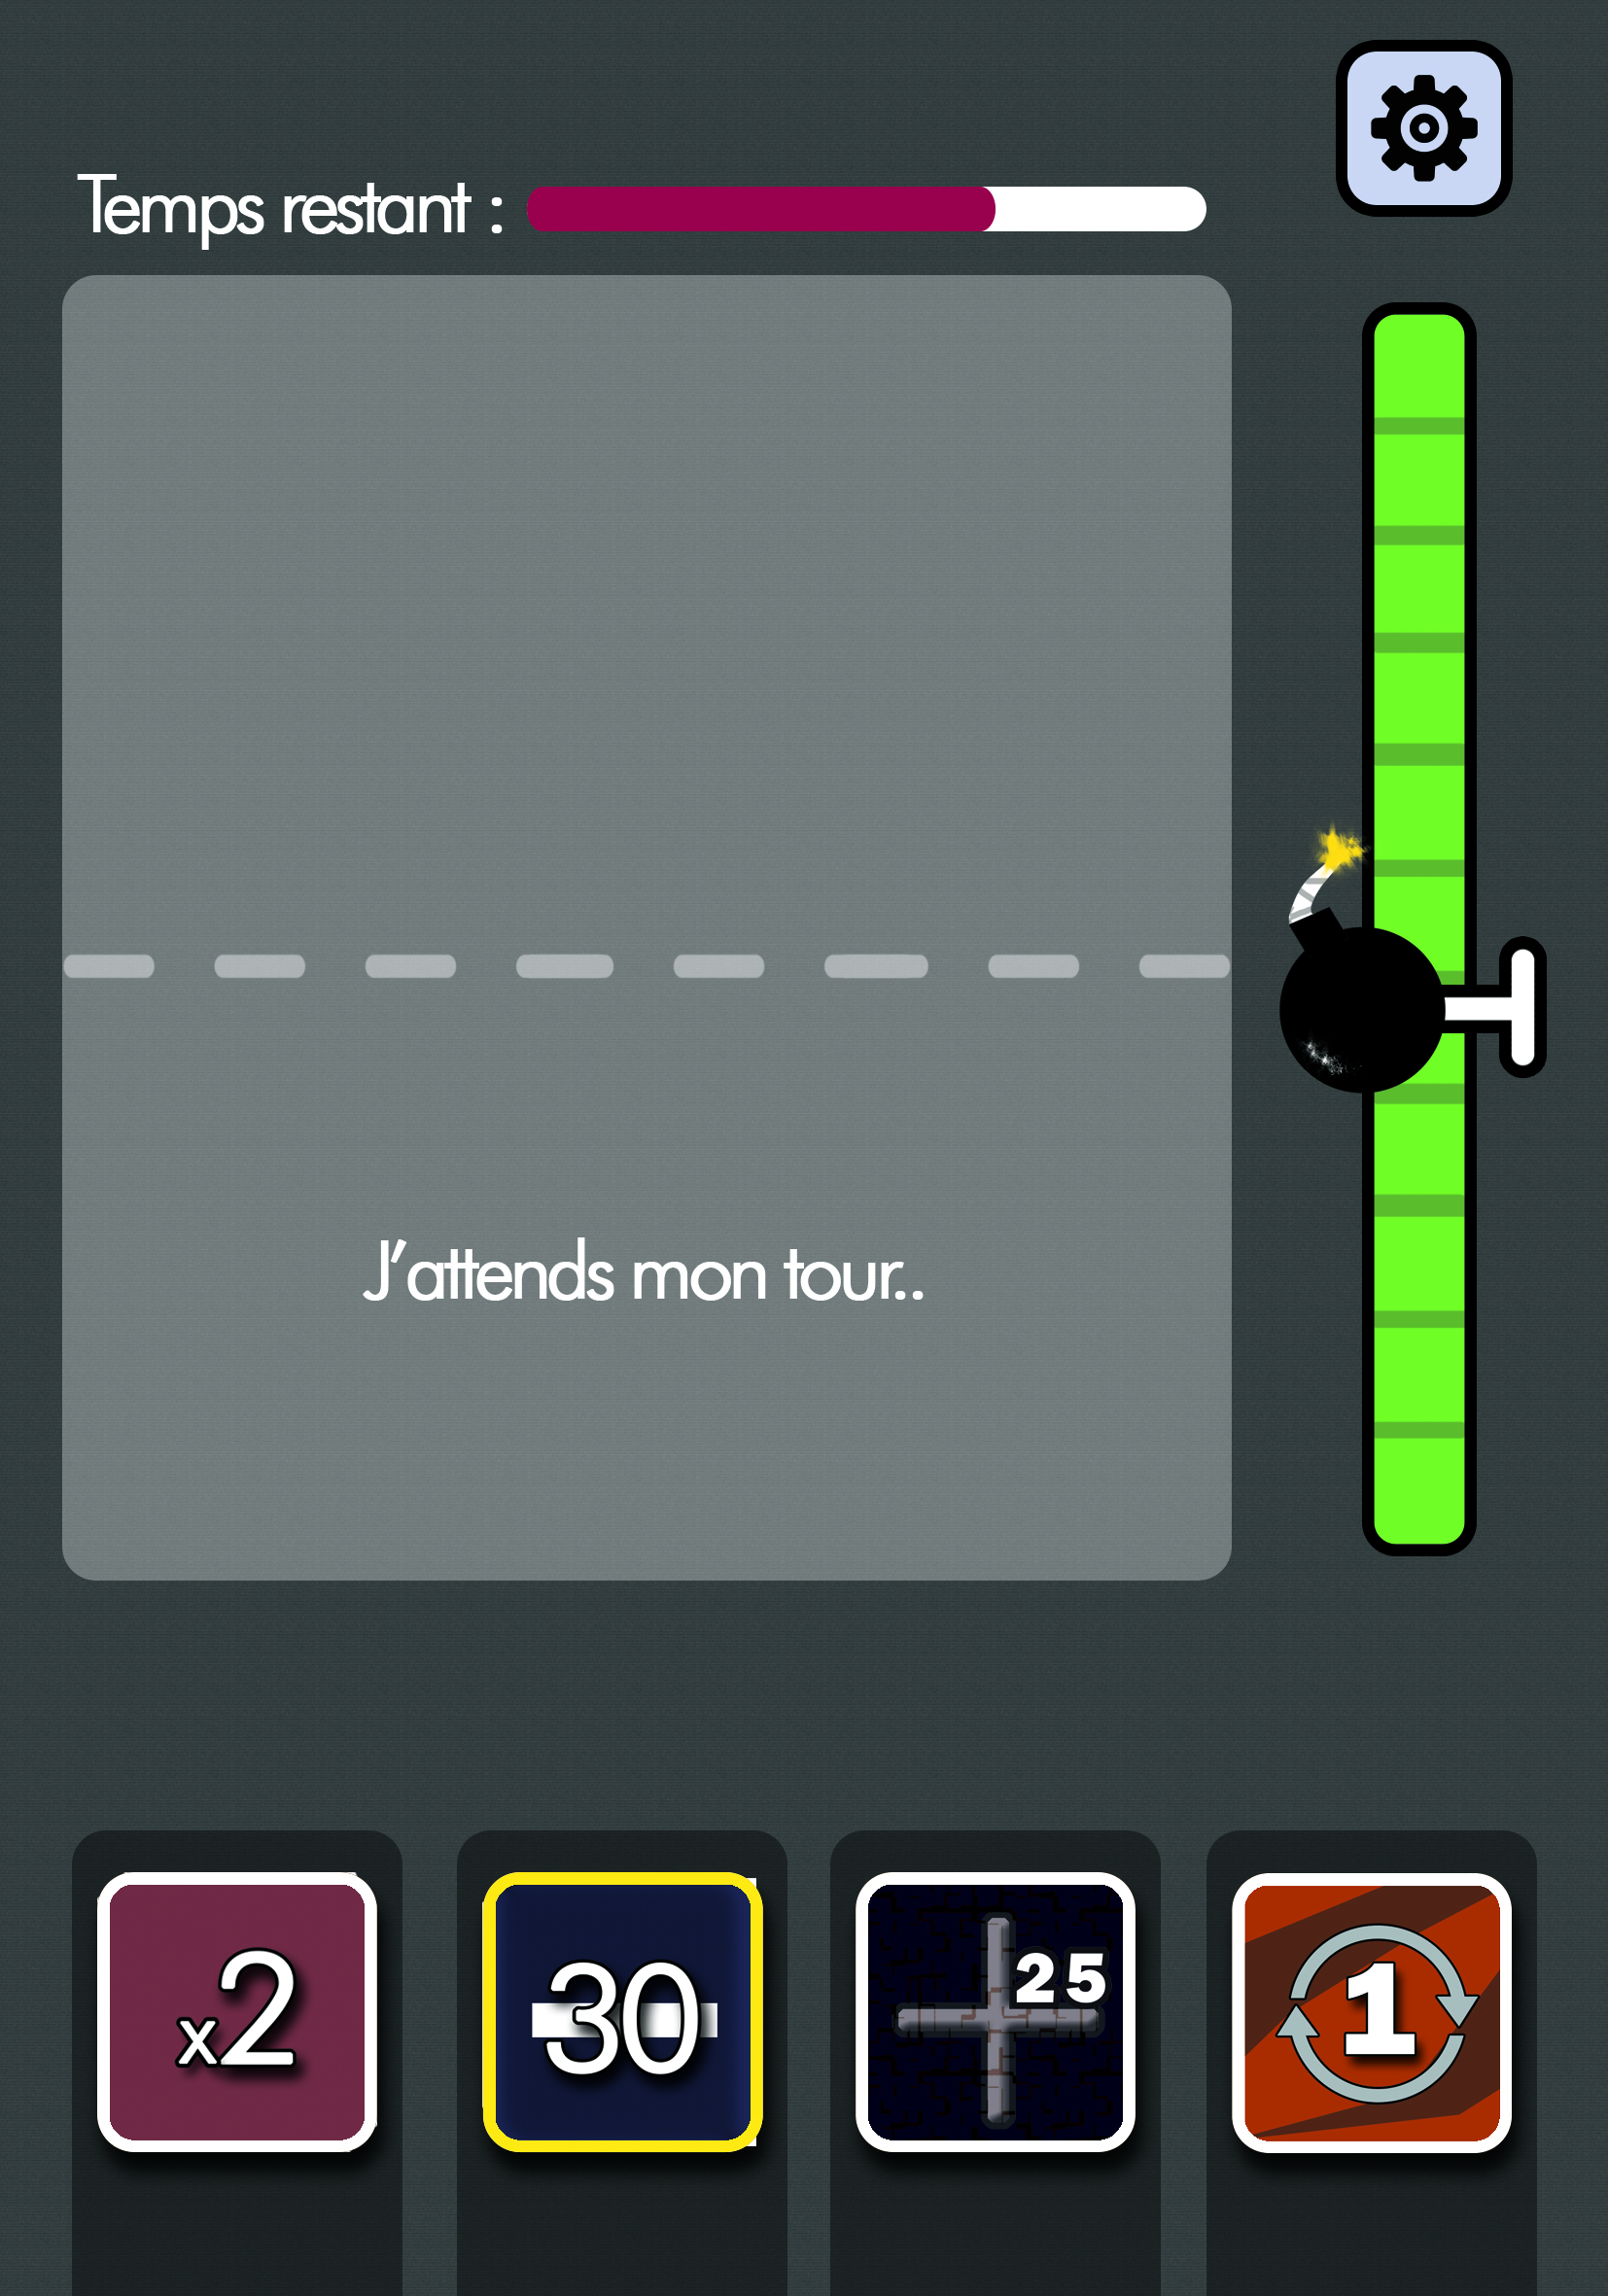 Temps restant :
J'attends mon tour..
x2
-30
+25
1